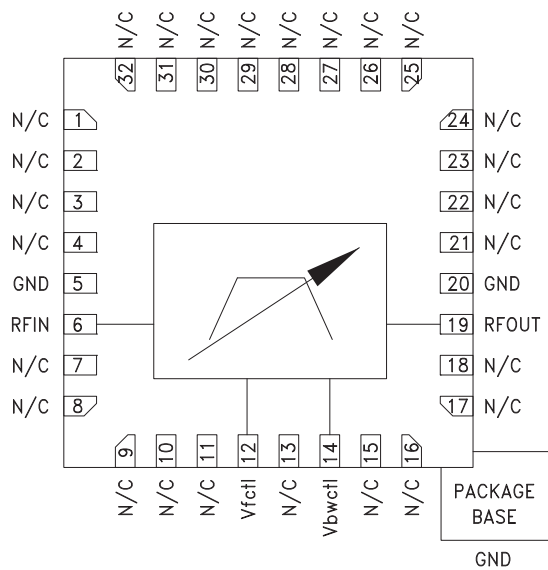 N/C N/C N/C N/C N/C N/C N/C N/C
32 31 30 29 28 27 26 25
N/C 1 24 N/C
N/C 2 23 N/C
N/C 3 22 N/C
N/C 4 21 N/C
GND 5 20 GND
RFIN 6 19 RFOUT
N/C 7 18 N/C
N/C 8 17 N/C
9 10 11 12 13 14 15 16
N/C N/C N/C Vfctl N/C Vbwctl N/C N/C
PACKAGE
BASE
GND